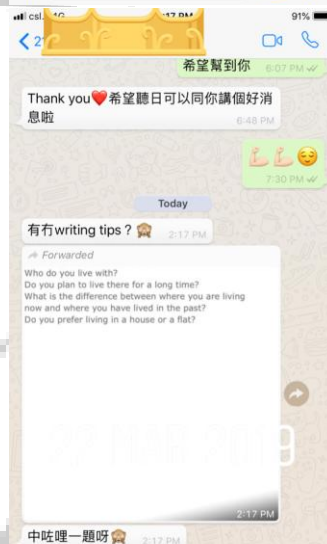 csl. 4G :17 PM 91%
2
希望幫到你 6:07 PM
Thank you❤️希望聽日可以同你講個好消
息啦 6:48 PM
💪🏻💪🏻😌
7:30 PM
Today
有冇writing tips？🙈 2:17 PM
Forwarded
Who do you live with?
Do you plan to live there for a long time?
What is the difference between where you are living
now and where you have lived in the past?
Do you prefer living in a house or a flat?
22 MAR 2019
2:17 PM
中咗哩一題呀🙈 2:17 PM